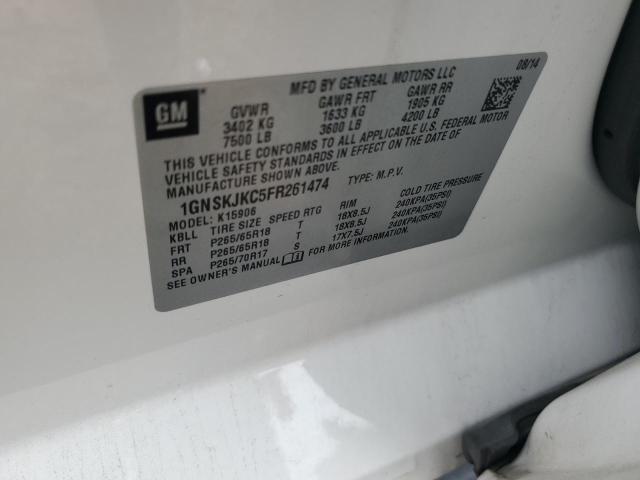 MFD BY GENERAL MOTORS LLC 08/14
GM
GVWR GAWR FRT GAWR RR
3402 KG 1633 KG 1905 KG
7500 LB 3600 LB 4200 LB
THIS VEHICLE CONFORMS TO ALL APPLICABLE U.S. FEDERAL MOTOR
VEHICLE SAFETY STANDARDS IN EFFECT ON THE DATE OF
MANUFACTURE SHOWN ABOVE.
1GNSKJKC5FR261474 TYPE: M.P.V.
KBLL MODEL: K15906
TIRE SIZE SPEED RTG RIM COLD TIRE PRESSURE
FRT P265/65R18 T 18X8.5J 240KPA(35PSI)
RR P265/65R18 T 18X8.5J 240KPA(35PSI)
SPA P265/70R17 S 17X7.5J 240KPA(35PSI)
SEE OWNER'S MANUAL FOR MORE INFORMATION.